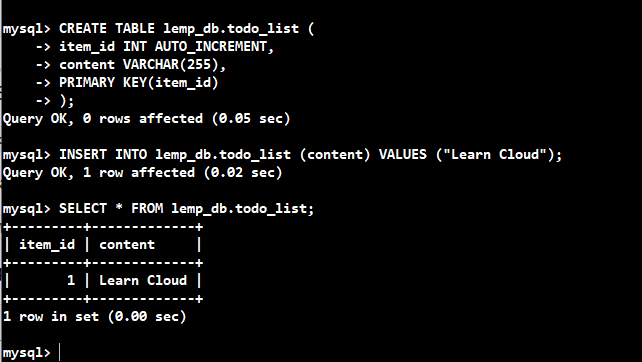 mysql> CREATE TABLE lemp_db.todo_list (
    -> item_id INT AUTO_INCREMENT,
    -> content VARCHAR(255),
    -> PRIMARY KEY(item_id)
    -> );
Query OK, 0 rows affected (0.05 sec)

mysql> INSERT INTO lemp_db.todo_list (content) VALUES ("Learn Cloud");
Query OK, 1 row affected (0.02 sec)

mysql> SELECT * FROM lemp_db.todo_list;
+---------+-------------+
| item_id | content     |
+---------+-------------+
|       1 | Learn Cloud |
+---------+-------------+
1 row in set (0.00 sec)

mysql>